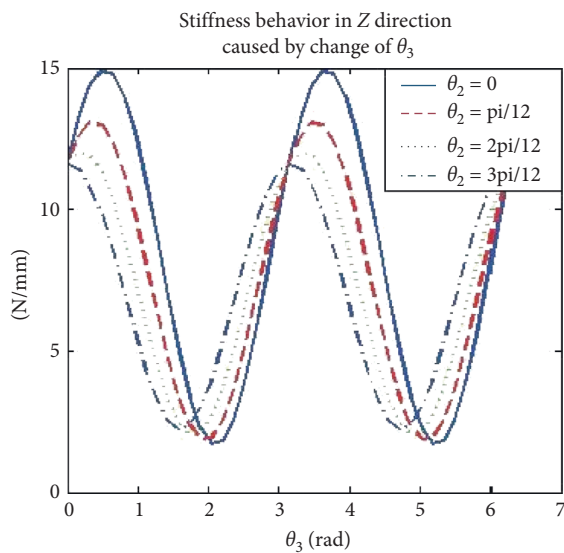 Stiffness behavior in Z direction
caused by change of θ₃
15
10
5
0
(N/mm)
θ₂ = 0
θ₂ = pi/12
θ₂ = 2pi/12
θ₂ = 3pi/12
0 1 2 3 4 5 6 7
θ₃ (rad)